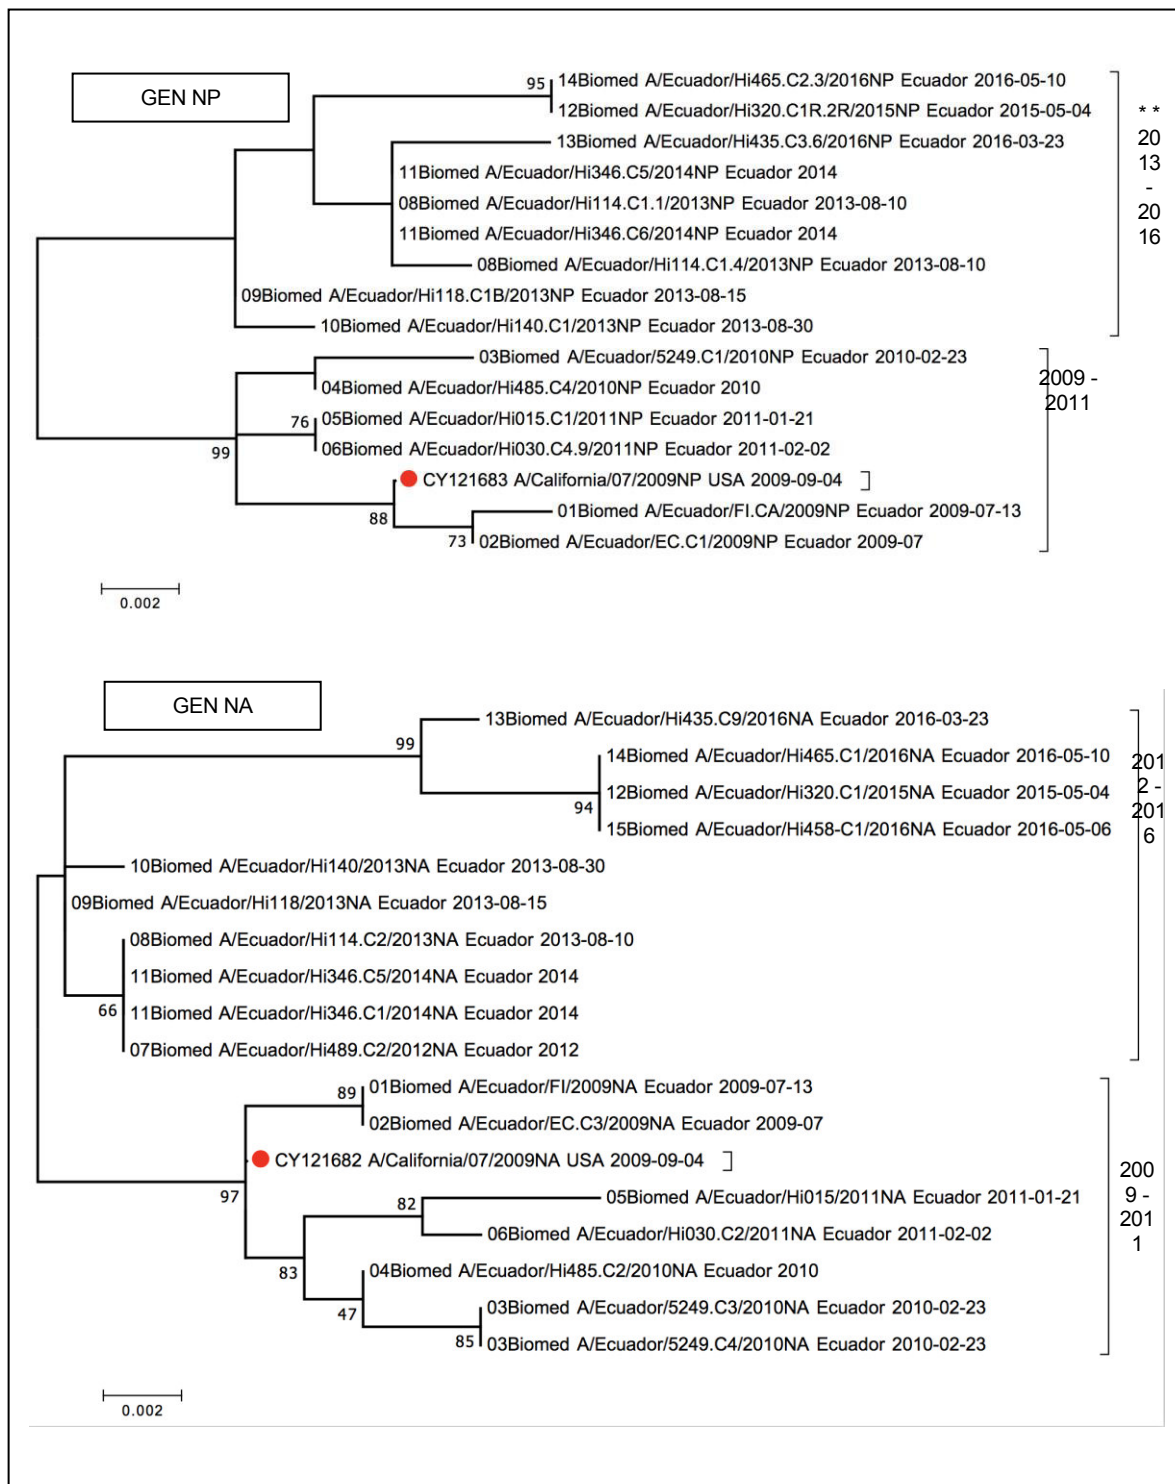 GEN NP
95
14Biomed A/Ecuador/Hi465.C2.3/2016NP Ecuador 2016-05-10
12Biomed A/Ecuador/Hi320.C1R.2R/2015NP Ecuador 2015-05-04
13Biomed A/Ecuador/Hi435.C3.6/2016NP Ecuador 2016-03-23
11Biomed A/Ecuador/Hi346.C5/2014NP Ecuador 2014
08Biomed A/Ecuador/Hi114.C1.1/2013NP Ecuador 2013-08-10
11Biomed A/Ecuador/Hi346.C6/2014NP Ecuador 2014
08Biomed A/Ecuador/Hi114.C1.4/2013NP Ecuador 2013-08-10
09Biomed A/Ecuador/Hi118.C1B/2013NP Ecuador 2013-08-15
10Biomed A/Ecuador/Hi140.C1/2013NP Ecuador 2013-08-30
* *
20
13
-
20
16
03Biomed A/Ecuador/5249.C1/2010NP Ecuador 2010-02-23
04Biomed A/Ecuador/Hi485.C4/2010NP Ecuador 2010
76
05Biomed A/Ecuador/Hi015.C1/2011NP Ecuador 2011-01-21
06Biomed A/Ecuador/Hi030.C4.9/2011NP Ecuador 2011-02-02
99
CY121683 A/California/07/2009NP USA 2009-09-04
88
01Biomed A/Ecuador/FI.CA/2009NP Ecuador 2009-07-13
73
02Biomed A/Ecuador/EC.C1/2009NP Ecuador 2009-07
2009 -
2011
0.002
GEN NA
13Biomed A/Ecuador/Hi435.C9/2016NA Ecuador 2016-03-23
99
14Biomed A/Ecuador/Hi465.C1/2016NA Ecuador 2016-05-10
12Biomed A/Ecuador/Hi320.C1/2015NA Ecuador 2015-05-04
94
15Biomed A/Ecuador/Hi458-C1/2016NA Ecuador 2016-05-06
10Biomed A/Ecuador/Hi140/2013NA Ecuador 2013-08-30
09Biomed A/Ecuador/Hi118/2013NA Ecuador 2013-08-15
08Biomed A/Ecuador/Hi114.C2/2013NA Ecuador 2013-08-10
11Biomed A/Ecuador/Hi346.C5/2014NA Ecuador 2014
66
11Biomed A/Ecuador/Hi346.C1/2014NA Ecuador 2014
07Biomed A/Ecuador/Hi489.C2/2012NA Ecuador 2012
201
2 -
201
6
89
01Biomed A/Ecuador/FI/2009NA Ecuador 2009-07-13
02Biomed A/Ecuador/EC.C3/2009NA Ecuador 2009-07
CY121682 A/California/07/2009NA USA 2009-09-04
97
82
05Biomed A/Ecuador/Hi015/2011NA Ecuador 2011-01-21
06Biomed A/Ecuador/Hi030.C2/2011NA Ecuador 2011-02-02
83
04Biomed A/Ecuador/Hi485.C2/2010NA Ecuador 2010
47
03Biomed A/Ecuador/5249.C3/2010NA Ecuador 2010-02-23
85
03Biomed A/Ecuador/5249.C4/2010NA Ecuador 2010-02-23
200
9 -
201
1
0.002